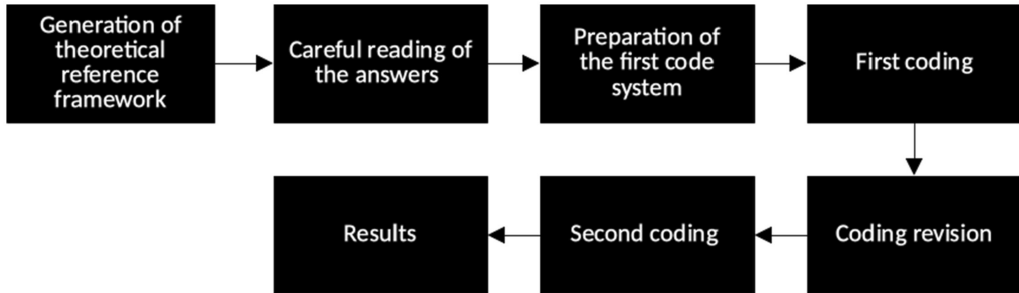 Generation of
theoretical
reference
framework
Careful reading of
the answers
Preparation of
the first code
system
First coding
Coding revision
Second coding
Results